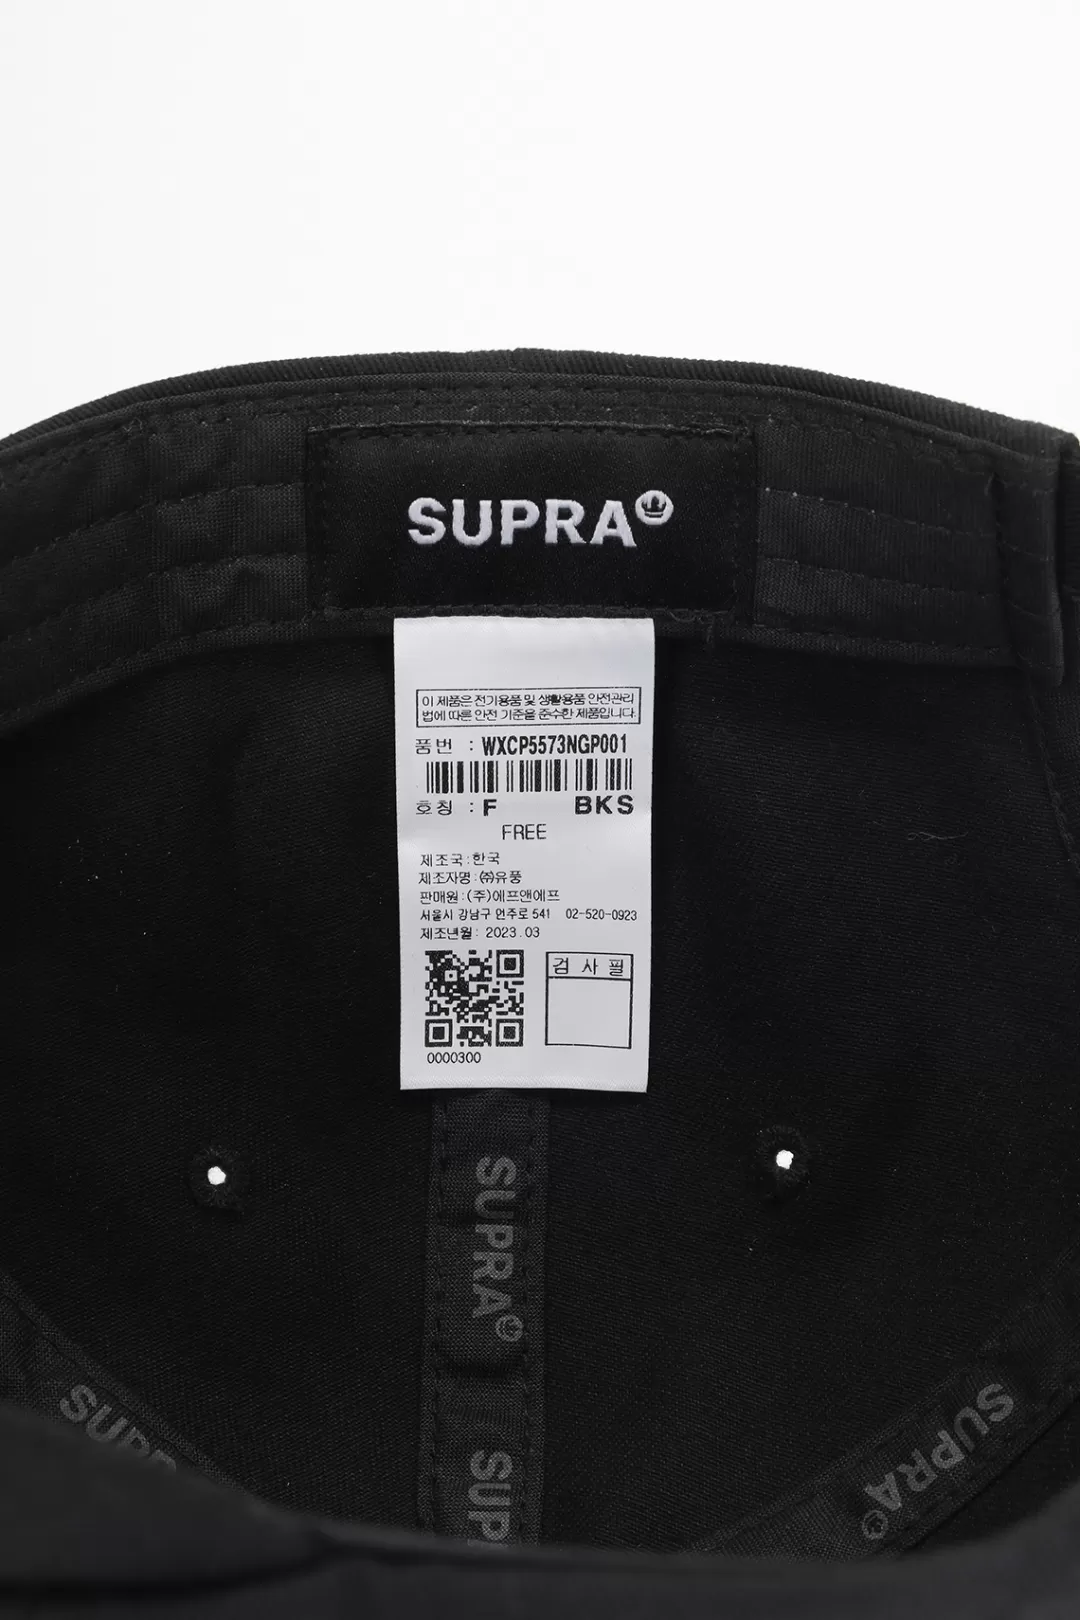 SUPRA
이 제품은 전기용품 및 생활용품 안전관리
법에 따른 안전 기준을 준수한 제품입니다.
품번 : WXCP5573NGP001
호칭 : F BKS
FREE
제조국:한국
제조자명:㈜유풍
판매원:(주)에프앤에프
서울시 강남구 언주로 541 02-520-0923
제조년월: 2023.03
검 사 필
0000300
SUPRA
SUP
SUPR
SUPRA